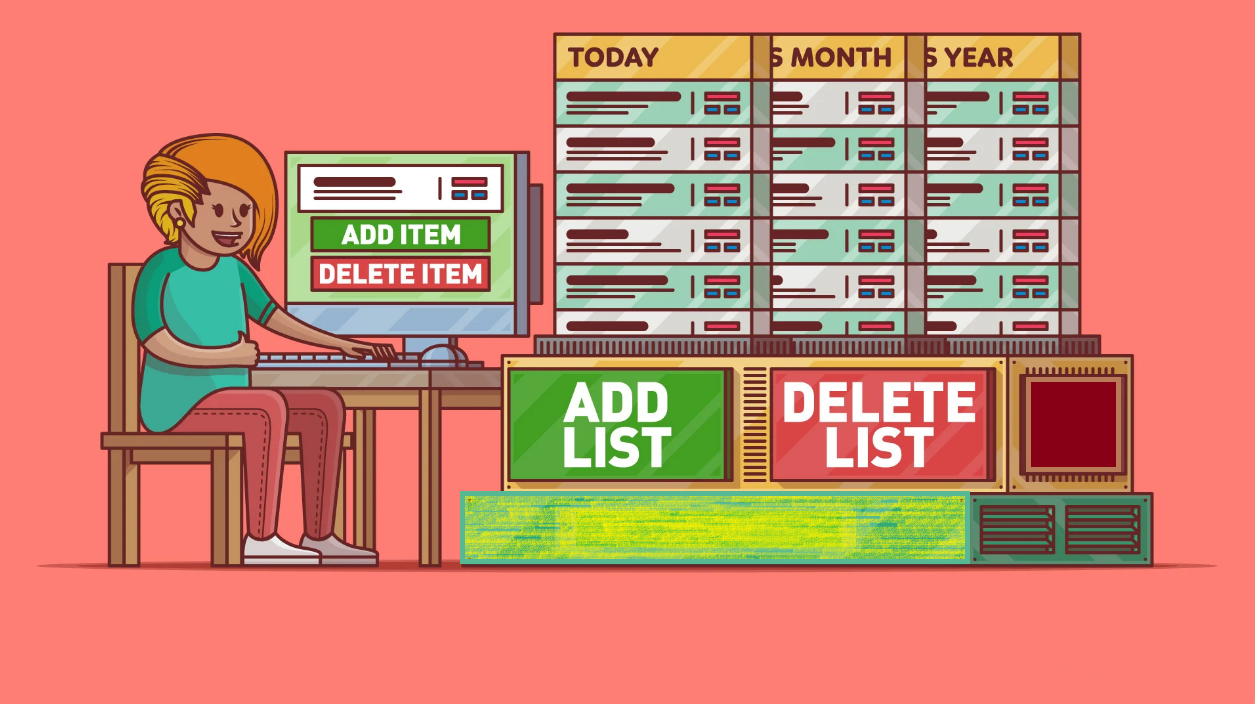 TODAY
S MONTH
S YEAR
ADD ITEM
DELETE ITEM
ADD
LIST
DELETE
LIST